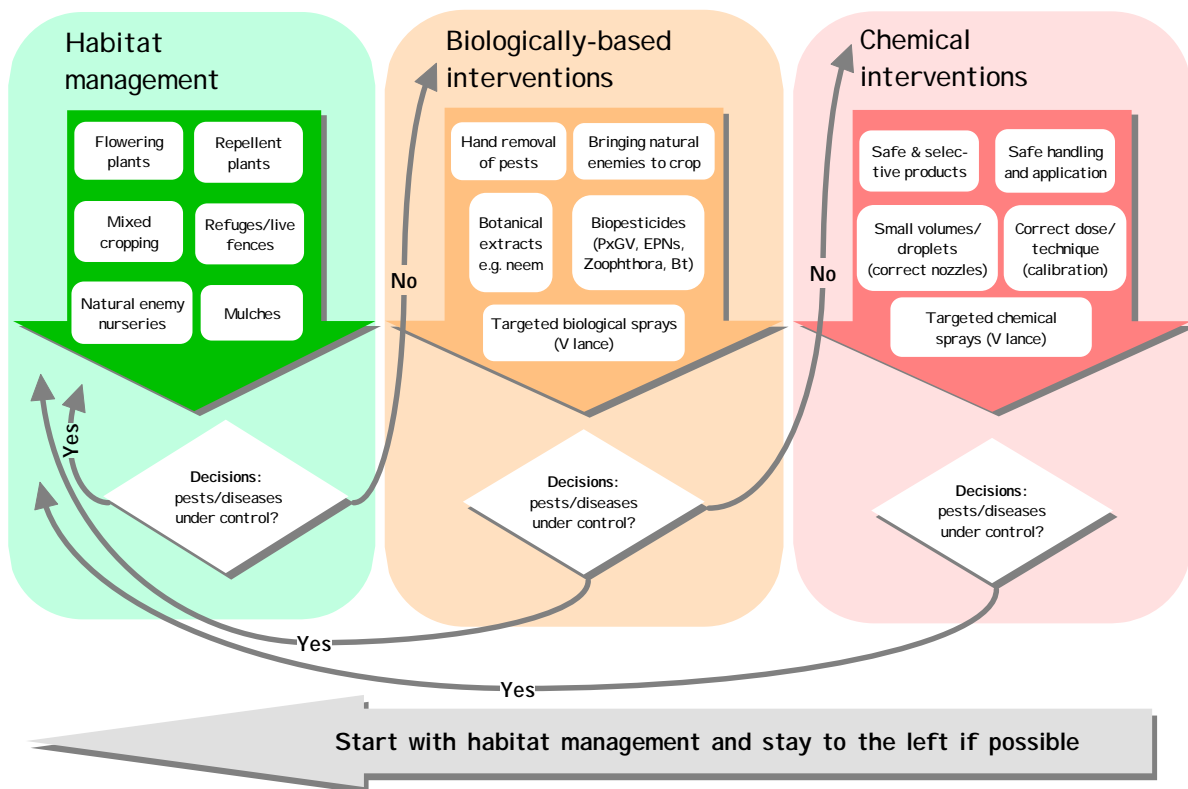 Habitat
management
Flowering
plants
Repellent
plants
Mixed
cropping
Refuges/live
fences
Natural enemy
nurseries
Mulches
Decisions:
pests/diseases
under control?
Yes
No
Biologically-based
interventions
Hand removal
of pests
Bringing natural
enemies to crop
Botanical
extracts
e.g. neem
Biopesticides
(PxGV, EPNs,
Zoophthora, Bt)
Targeted biological sprays
(V lance)
Decisions:
pests/diseases
under control?
Yes
No
Chemical
interventions
Safe & selec-
tive products
Safe handling
and application
Small volumes/
droplets
(correct nozzles)
Correct dose/
technique
(calibration)
Targeted chemical
sprays (V lance)
Decisions:
pests/diseases
under control?
Yes
Start with habitat management and stay to the left if possible